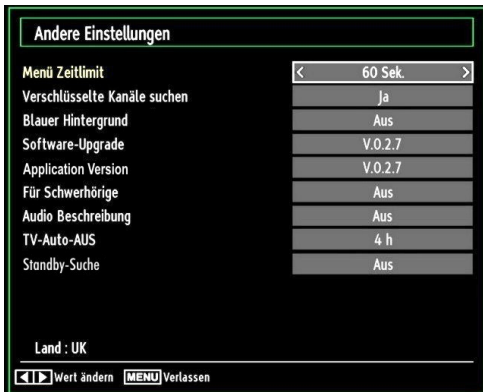 Andere Einstellungen
Menü Zeitlimit < 60 Sek. >
Verschlüsselte Kanäle suchen Ja
Blauer Hintergrund Aus
Software-Upgrade V.0.2.7
Application Version V.0.2.7
Für Schwerhörige Aus
Audio Beschreibung Aus
TV-Auto-AUS 4 h
Standby-Suche Aus
Land : UK
Wert ändern MENU Verlassen